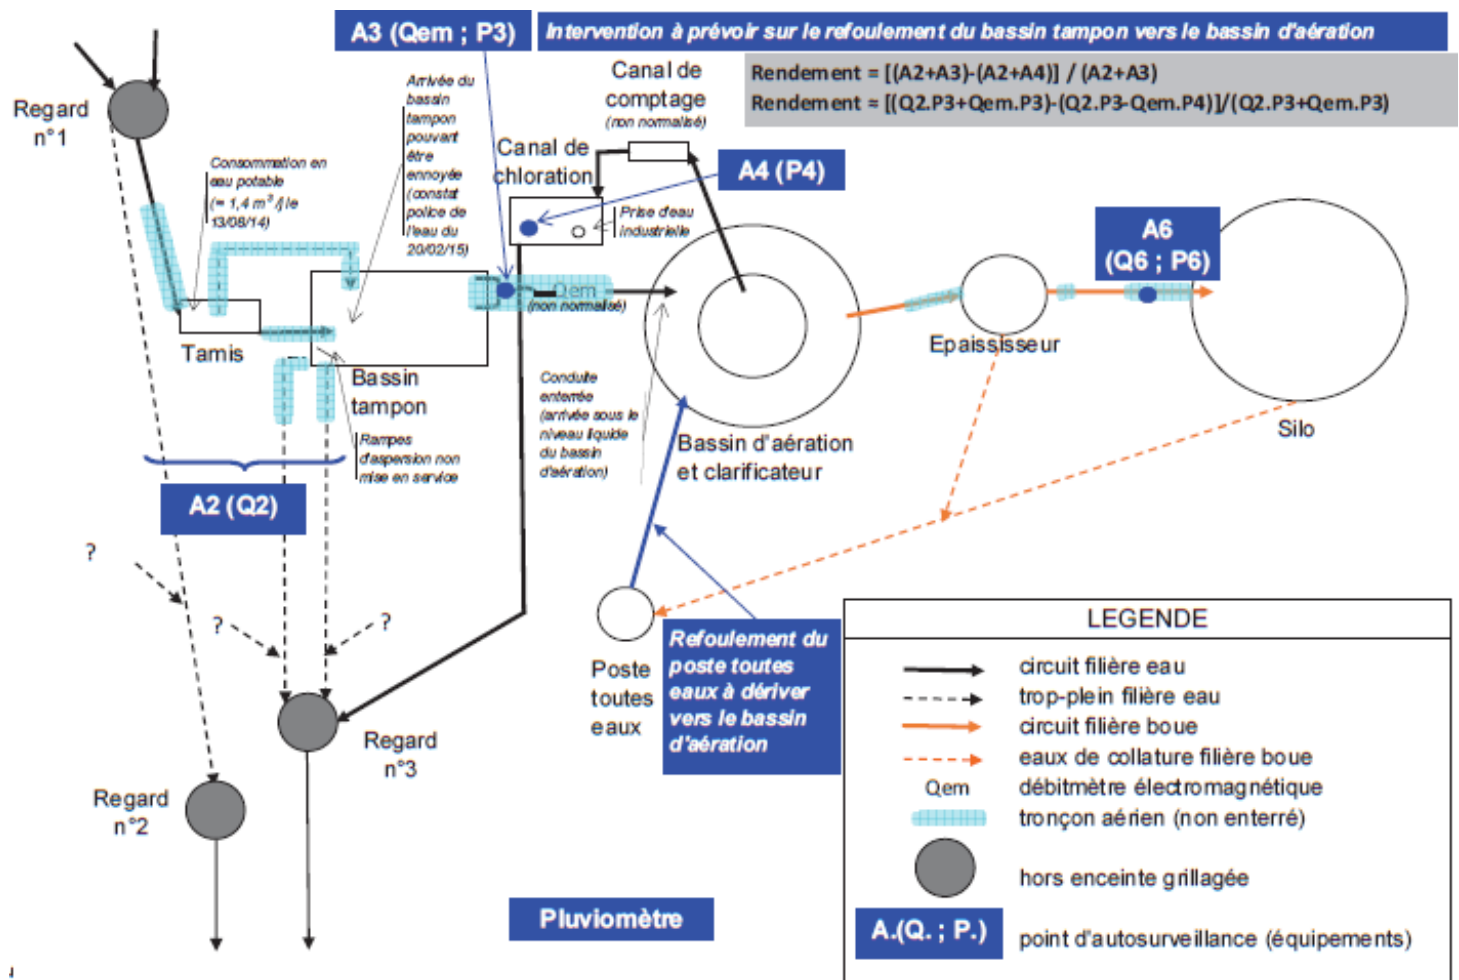 A3 (Qem ; P3)
Intervention à prévoir sur le refoulement du bassin tampon vers le bassin d'aération
Rendement = [(A2+A3)-(A2+A4)] / (A2+A3)
Rendement = [(Q2.P3+Qem.P3)-(Q2.P3-Qem.P4)]/(Q2.P3+Qem.P3)
Regard
n°1
Consommation en
eau potable
(= 1,4 m³ /j le
13/08/14)
Arrivée du
bassin
tampon
pouvant
être
ennoyée
(constat
police de
l'eau du
20/02/15)
Canal de
comptage
(non normalisé)
Canal de
chloration
A4 (P4)
Prise d'eau
industrielle
A6
(Q6 ; P6)
Qem
(non normalisé)
Tamis
Bassin
tampon
Rampes
d'aspersion non
mise en service
Conduite
enterrée
(arrivée sous le
niveau liquide
du bassin
d'aération)
Bassin d'aération
et clarificateur
Epaississeur
Silo
A2 (Q2)
?
?
?
Poste
toutes
eaux
Refoulement du
poste toutes
eaux à dériver
vers le bassin
d'aération
Regard
n°3
Regard
n°2
Pluviomètre
LEGENDE
circuit filière eau
trop-plein filière eau
circuit filière boue
eaux de collature filière boue
Qem débitmètre électromagnétique
tronçon aérien (non enterré)
hors enceinte grillagée
A.(Q. ; P.) point d'autosurveillance (équipements)